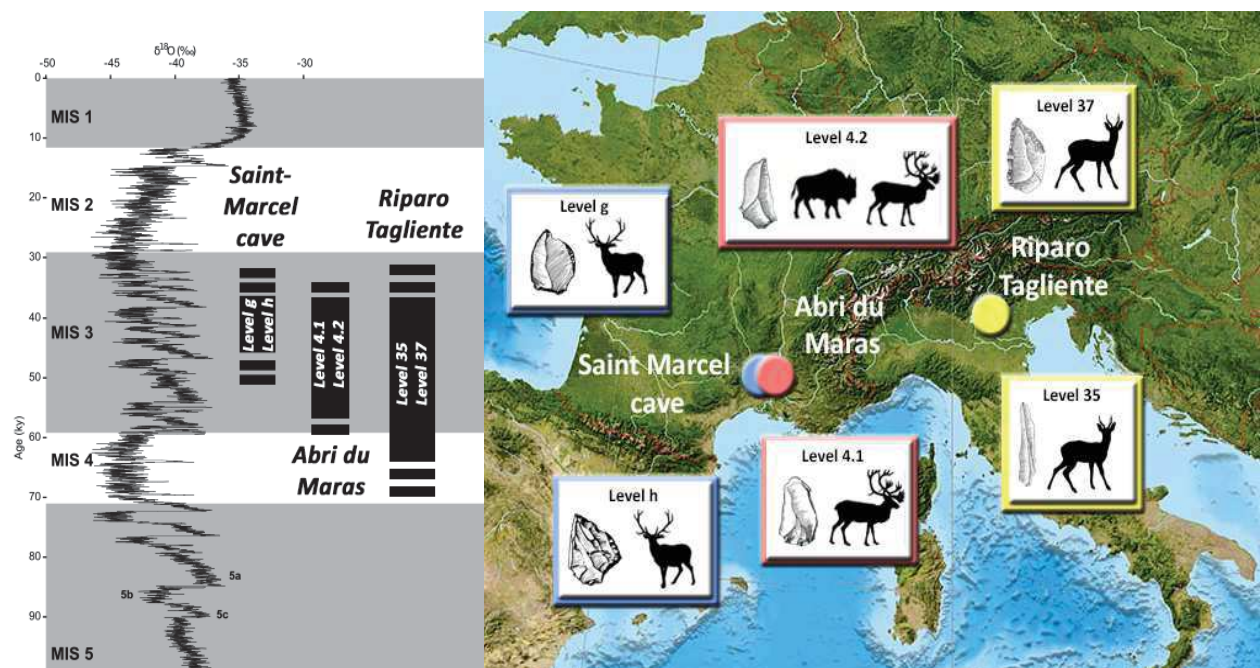 δ¹⁸O (‰)
-50 -45 -40 -35 -30
0
MIS 1
10
Saint-
Marcel
cave
Riparo
Tagliente
20
MIS 2
30
Level g
Level h
40
MIS 3
Level 4.1
Level 4.2
Level 35
Level 37
50
Age (ky)
60
MIS 4
Abri du
Maras
70
80
5a
5b
5c
90
MIS 5
Level 37
Level 4.2
Level g
Riparo
Tagliente
Abri du
Maras
Saint Marcel
cave
Level 35
Level 4.1
Level h